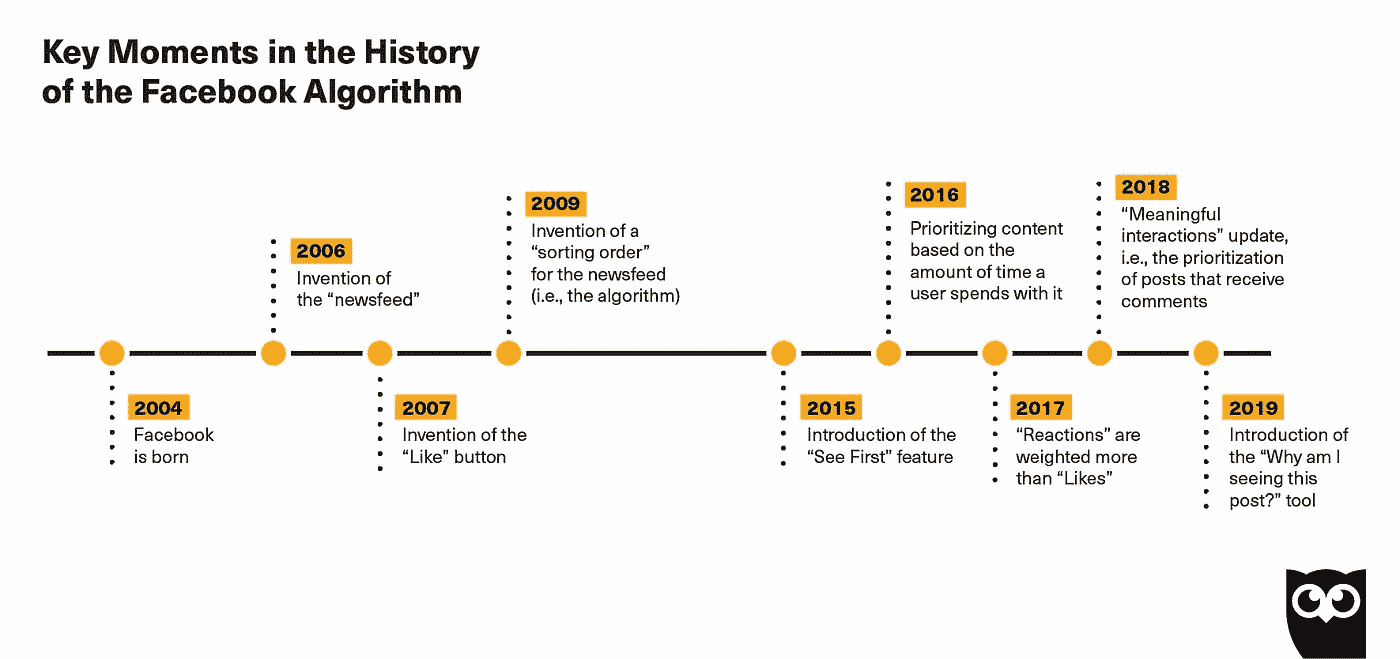 Key Moments in the History
of the Facebook Algorithm
2004
Facebook
is born
2006
Invention of
the “newsfeed”
2007
Invention of the
“Like” button
2009
Invention of a
“sorting order”
for the newsfeed
(i.e., the algorithm)
2015
Introduction of the
“See First” feature
2016
Prioritizing content
based on the
amount of time a
user spends with it
2017
“Reactions” are
weighted more
than “Likes”
2018
“Meaningful
interactions” update,
i.e., the prioritization
of posts that receive
comments
2019
Introduction of
the “Why am I
seeing this
post?” tool